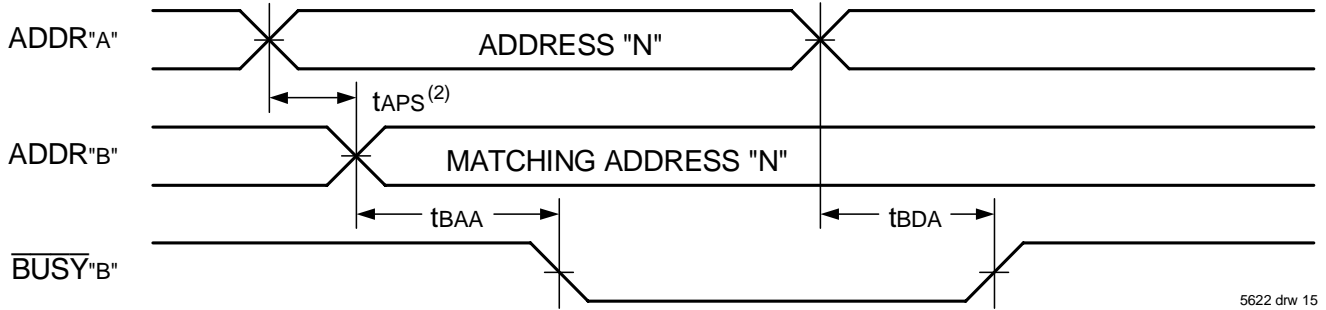 ADDR"A"
ADDRESS "N"
tAPS(2)
ADDR"B"
MATCHING ADDRESS "N"
tBAA
tBDA
BUSY"B"
5622 drw 15